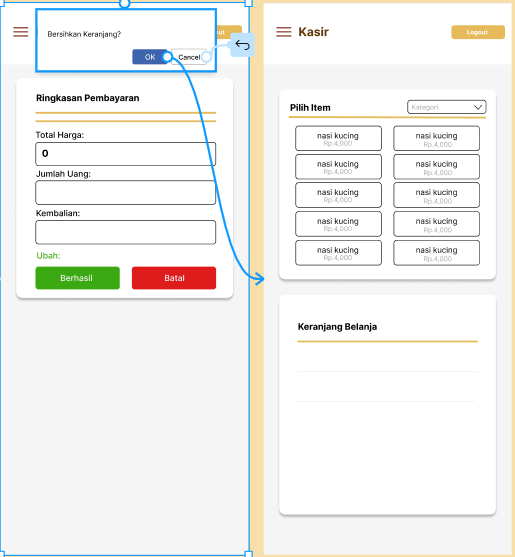 Bersihkan Keranjang?
OK
Cancel
ut
Ringkasan Pembayaran
Total Harga:
0
Jumlah Uang:
Kembalian:
Ubah:
Berhasil
Batal
Kasir
Logout
Pilih Item
Kategori
nasi kucing
Rp.4,000
nasi kucing
Rp.4,000
nasi kucing
Rp.4,000
nasi kucing
Rp.4,000
nasi kucing
Rp.4,000
nasi kucing
Rp.4,000
nasi kucing
Rp.4,000
nasi kucing
Rp.4,000
nasi kucing
Rp.4,000
nasi kucing
Rp.4,000
Keranjang Belanja